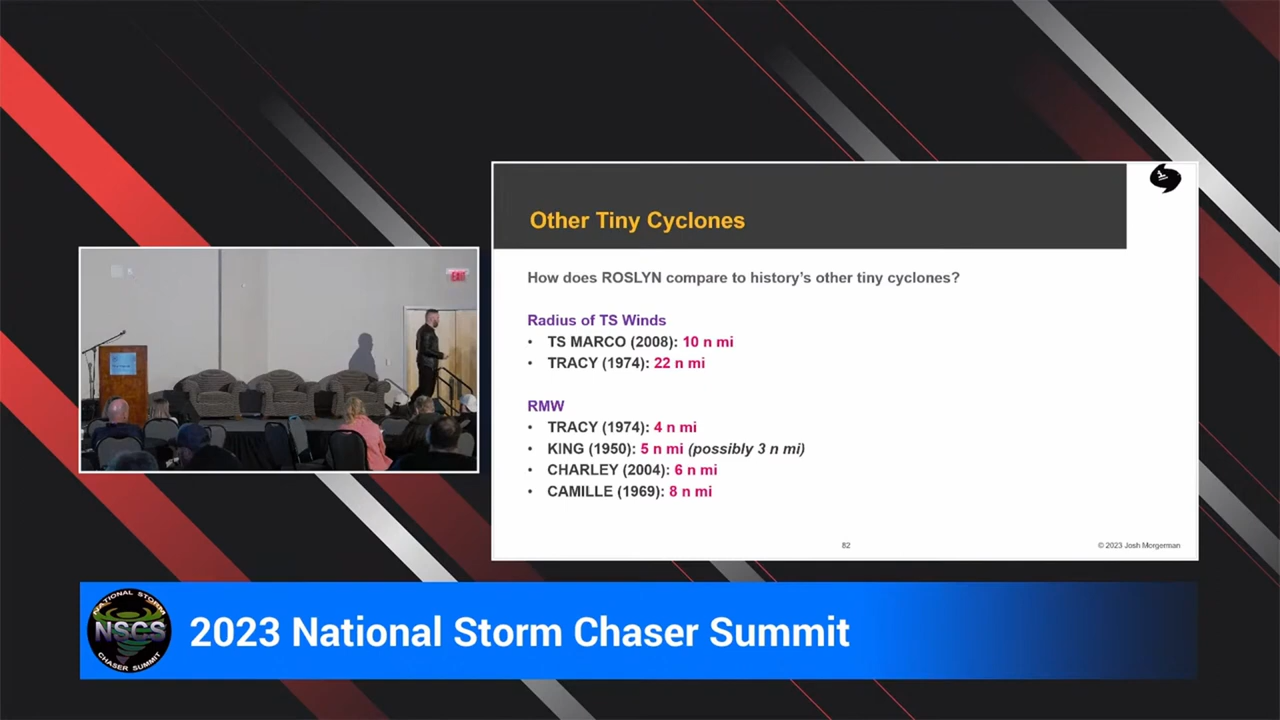 Other Tiny Cyclones
How does ROSLYN compare to history's other tiny cyclones?
Radius of TS Winds
• TS MARCO (2008): 10 n mi
• TRACY (1974): 22 n mi
RMW
• TRACY (1974): 4 n mi
• KING (1950): 5 n mi (possibly 3 n mi)
• CHARLEY (2004): 6 n mi
• CAMILLE (1969): 8 n mi
82
© 2023 Josh Morgerman
NATIONAL STORM
NSCS
CHASER SUMMIT
2023 National Storm Chaser Summit